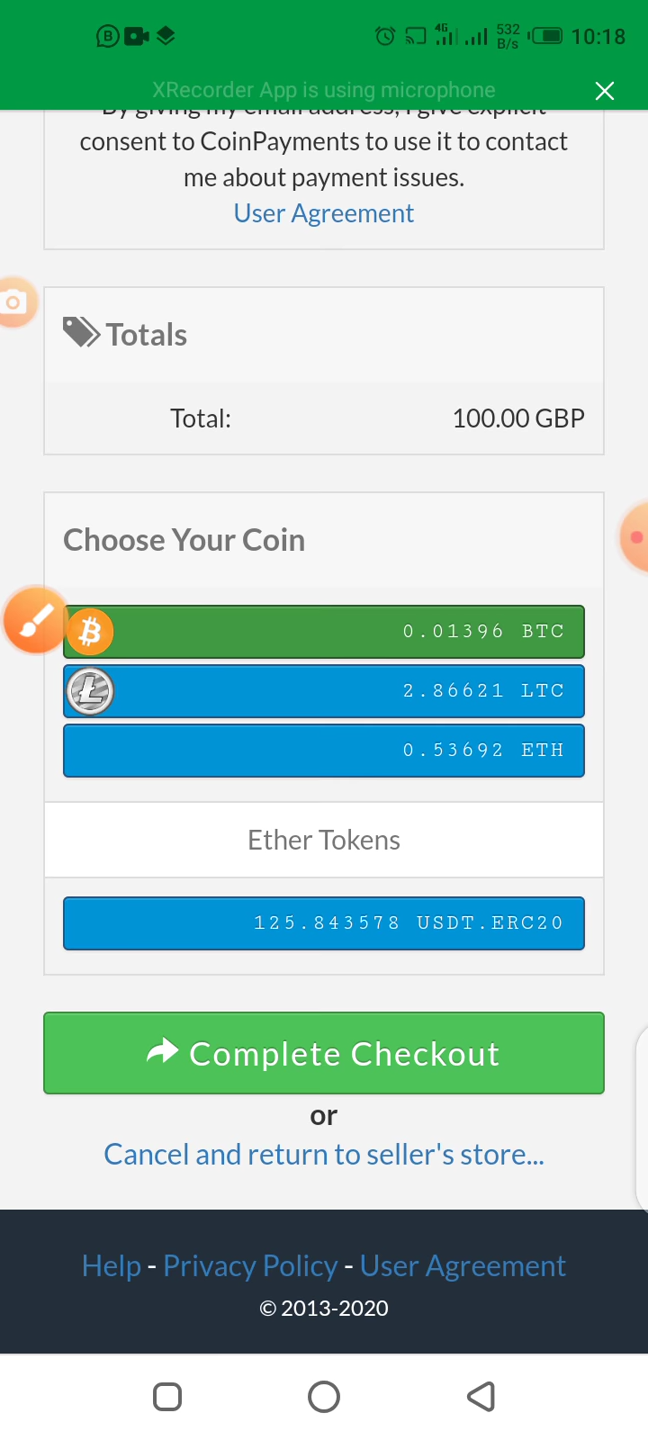 4G
532
B/s
10:18
XRecorder App is using microphone
By giving my email address, I give explicit
consent to CoinPayments to use it to contact
me about payment issues.
User Agreement
Totals
Total: 100.00 GBP
Choose Your Coin
0.01396 BTC
2.86621 LTC
0.53692 ETH
Ether Tokens
125.843578 USDT.ERC20
Complete Checkout
or
Cancel and return to seller's store...
Help - Privacy Policy - User Agreement
© 2013-2020